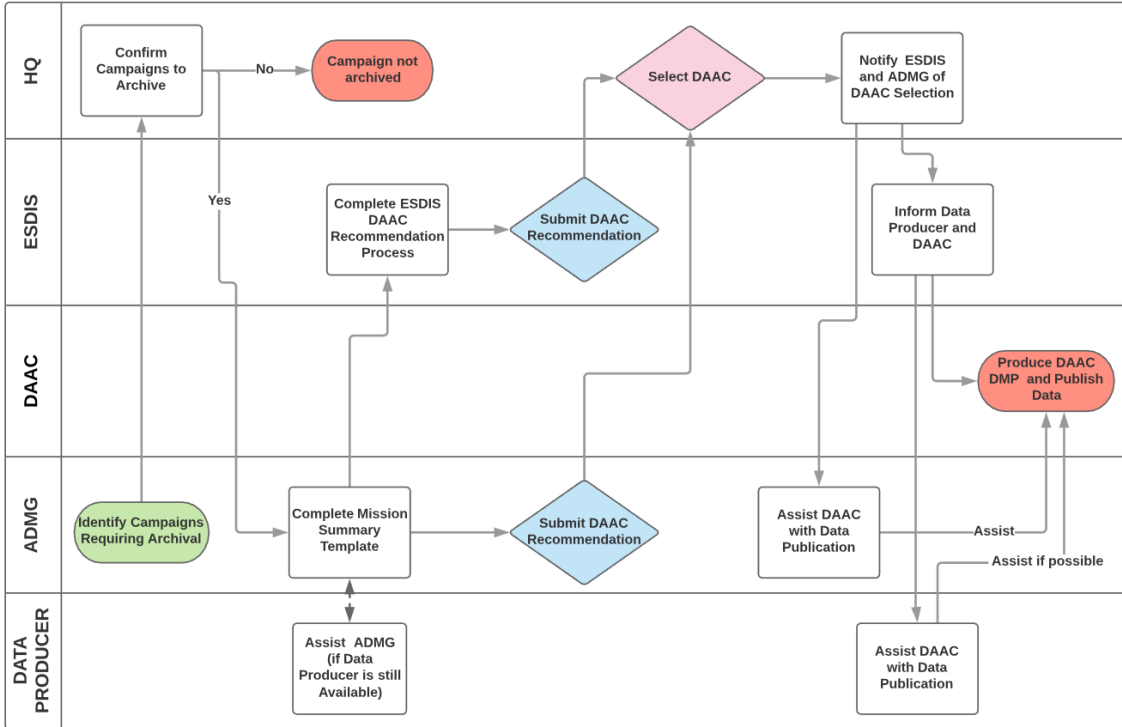 HQ
Confirm
Campaigns to
Archive
No
Campaign not
archived
Select DAAC
Notify ESDIS
and ADMG of
DAAC Selection
ESDIS
Yes
Complete ESDIS
DAAC
Recommendation
Process
Submit DAAC
Recommendation
Inform Data
Producer and
DAAC
DAAC
Produce DAAC
DMP and Publish
Data
ADMG
Identify Campaigns
Requiring Archival
Complete Mission
Summary
Template
Submit DAAC
Recommendation
Assist DAAC
with Data
Publication
Assist
Assist if possible
DATA
PRODUCER
Assist ADMG
(if Data
Producer is still
Available)
Assist DAAC
with Data
Publication